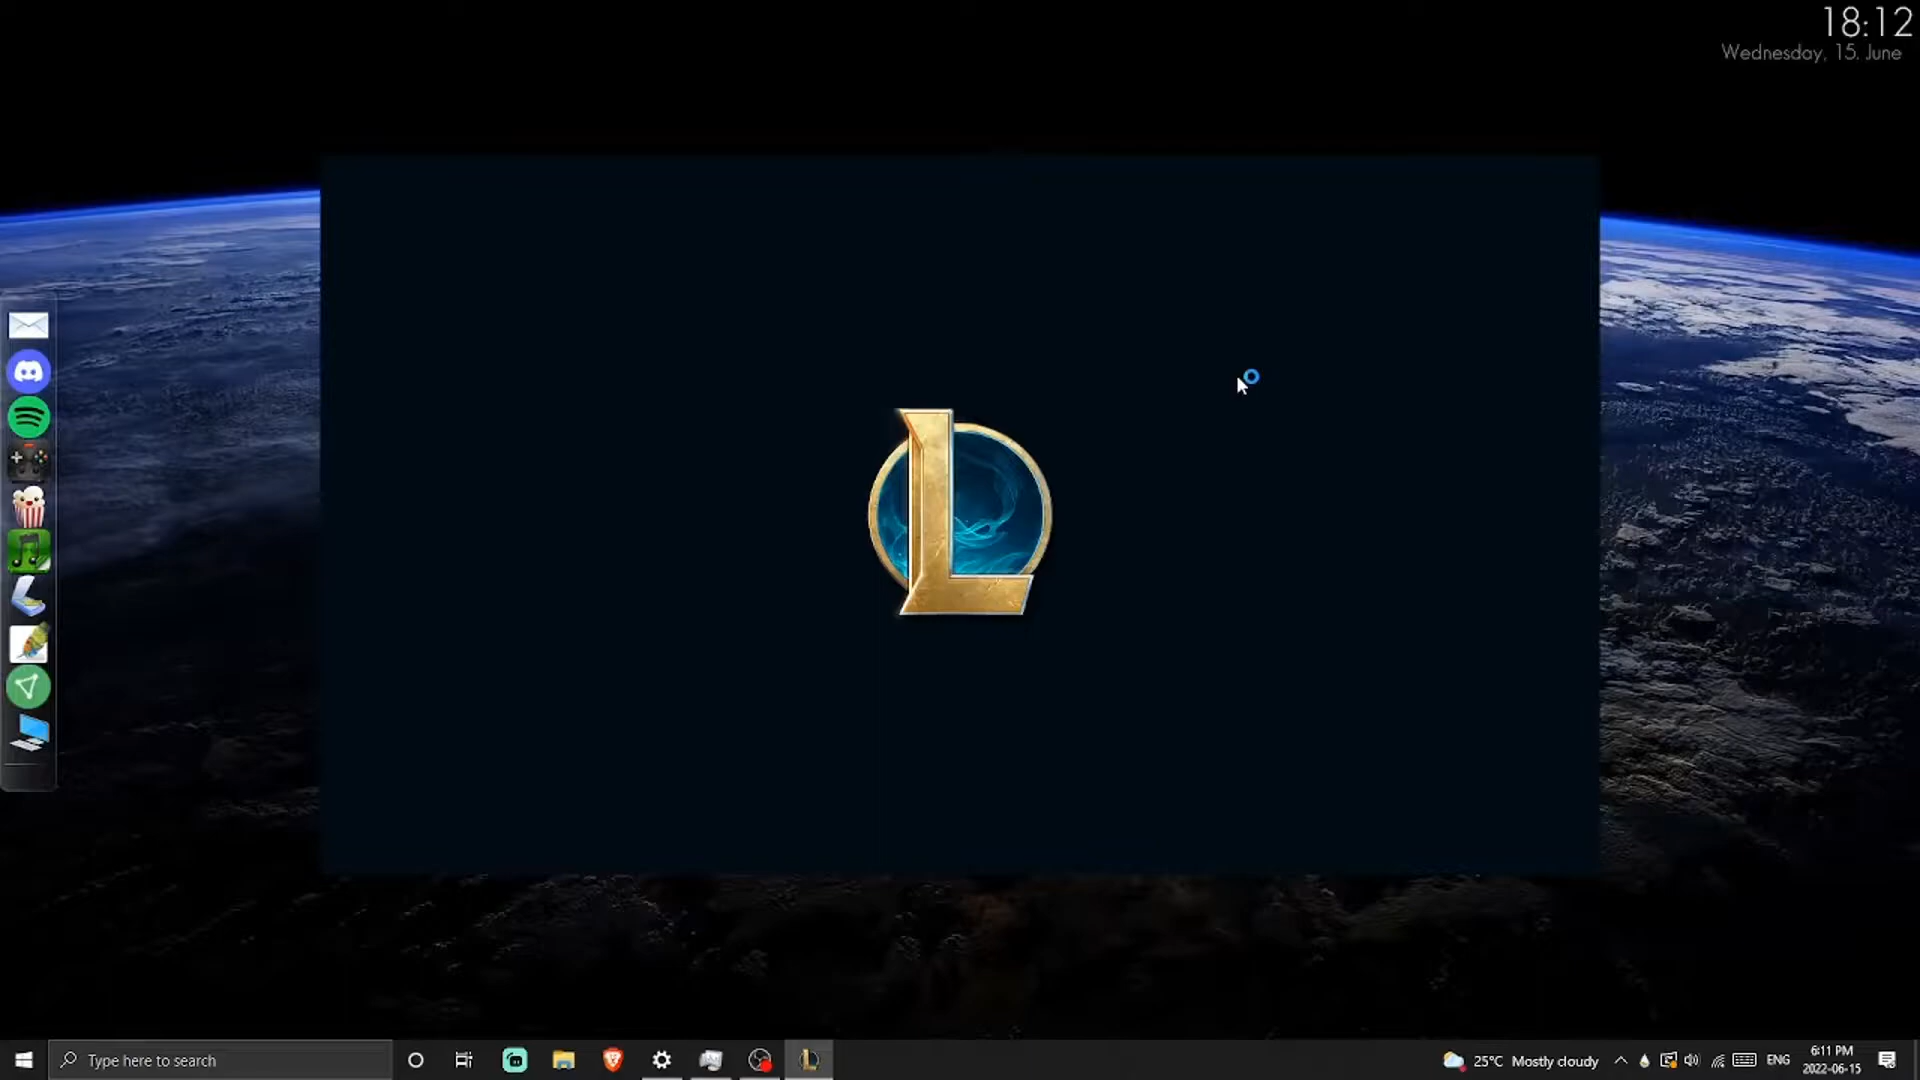 18:12
Wednesday, 15. June
L
Type here to search
25°C Mostly cloudy
ENG
6:11 PM
2022-06-15